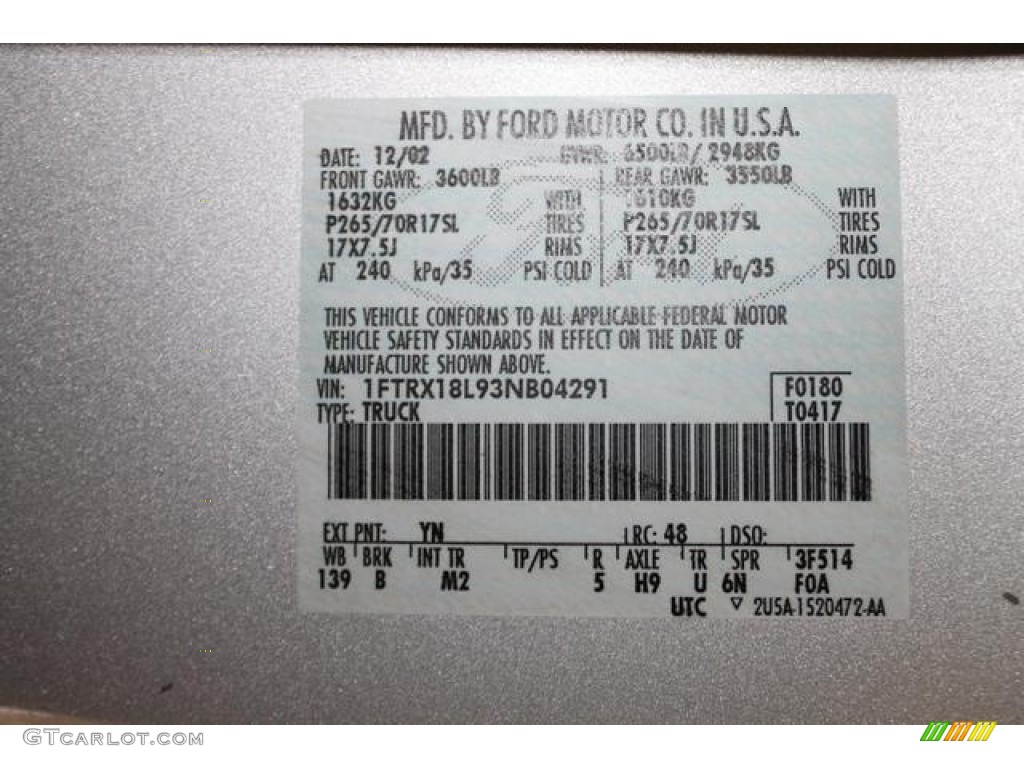 MFD. BY FORD MOTOR CO. IN U.S.A.
DATE: 12/02 GVWR: 6500LB/ 2948KG
FRONT GAWR: 3600LB REAR GAWR: 3550LB
1632KG WITH 1610KG WITH
P265/70R17SL TIRES P265/70R17SL TIRES
17X7.5J RIMS 17X7.5J RIMS
AT 240 kPa/35 PSI COLD AT 240 kPa/35 PSI COLD
THIS VEHICLE CONFORMS TO ALL APPLICABLE FEDERAL MOTOR
VEHICLE SAFETY STANDARDS IN EFFECT ON THE DATE OF
MANUFACTURE SHOWN ABOVE.
VIN: 1FTRX18L93NB04291 F0180
TYPE: TRUCK T0417
EXT PNT: YN RC: 48 DSO:
WB BRK INT TR TP/PS R AXLE TR SPR 3F514
139 B M2 5 H9 U 6N F0A
UTC ▽ 2U5A-1520472-AA
GTCARLOT.COM